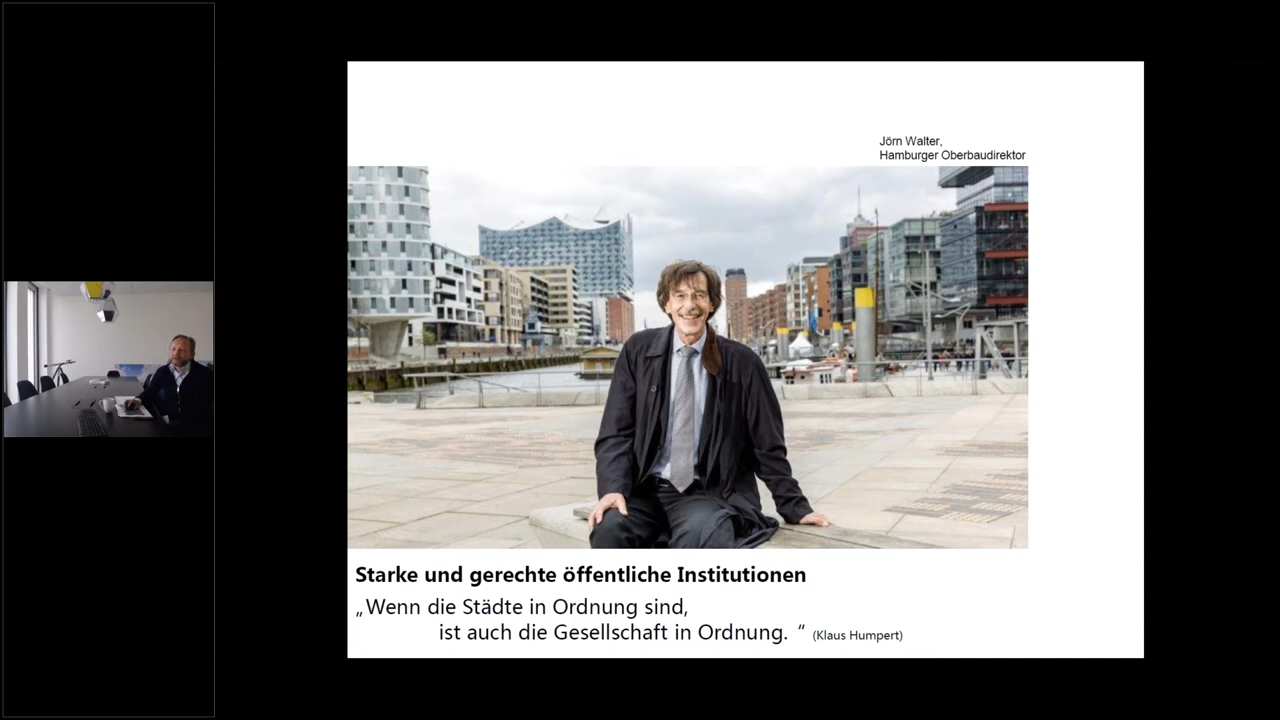 Jörn Walter,
Hamburger Oberbaudirektor
Starke und gerechte öffentliche Institutionen
„Wenn die Städte in Ordnung sind,
ist auch die Gesellschaft in Ordnung. “ (Klaus Humpert)